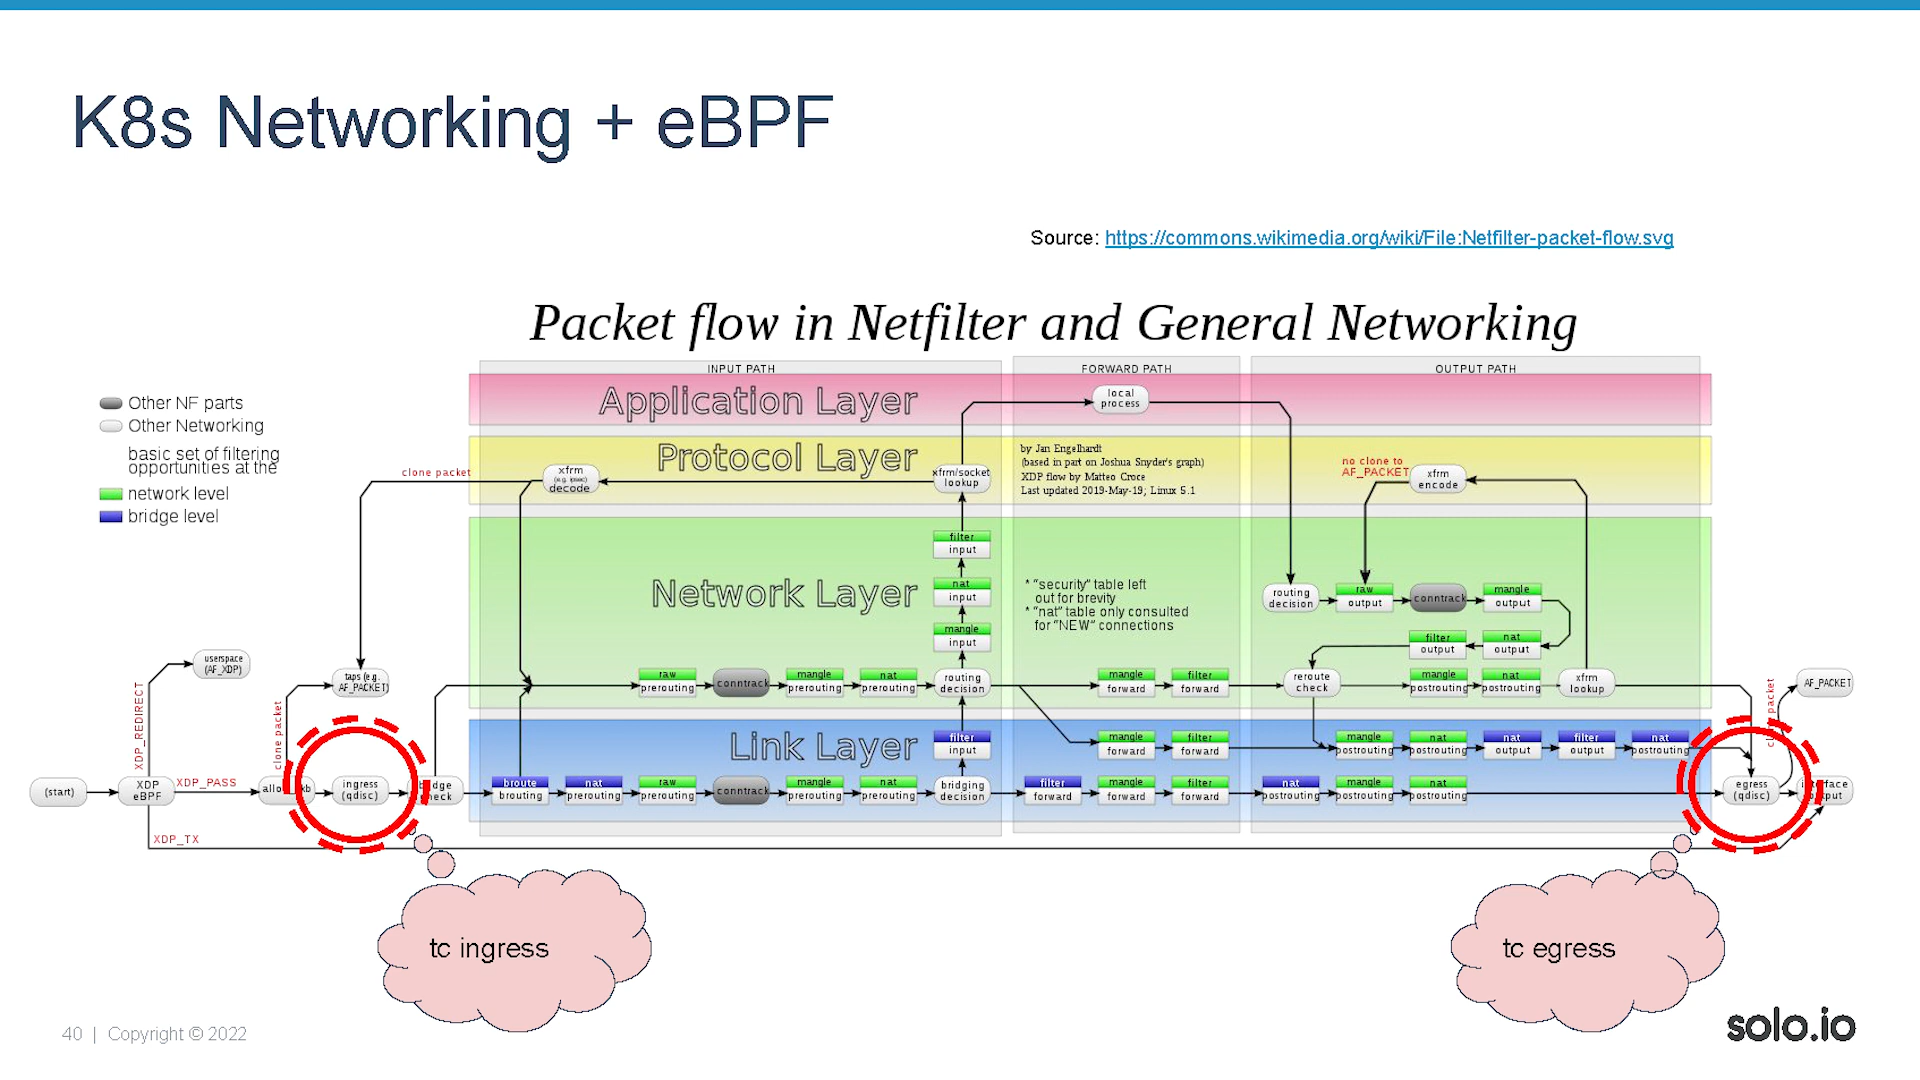 K8s Networking + eBPF
Source: https://commons.wikimedia.org/wiki/File:Netfilter-packet-flow.svg
Packet flow in Netfilter and General Networking
INPUT PATH
FORWARD PATH
OUTPUT PATH
Other NF parts
Other Networking
basic set of filtering
opportunities at the
network level
bridge level
Application Layer
local
process
Protocol Layer
clone packet
xfrm
(e.g. ipsec)
decode
xfrm/socket
lookup
by Jan Engelhardt
(based in part on Joshua Snyder's graph)
XDP flow by Matteo Croce
Last updated 2019-May-19; Linux 5.1
no clone to
AF_PACKET
xfrm
encode
Network Layer
filter
input
nat
input
mangle
input
* "security" table left
out for brevity
* "nat" table only consulted
for "NEW" connections
routing
decision
raw
output
conntrack
mangle
output
filter
output
nat
output
userspace
(AF_XDP)
taps (e.g.
AF_PACKET)
raw
prerouting
conntrack
mangle
prerouting
nat
prerouting
routing
decision
mangle
forward
filter
forward
reroute
check
mangle
postrouting
nat
postrouting
xfrm
lookup
AF_PACKET
XDP_REDIRECT
clone packet
packet
Link Layer
filter
input
mangle
forward
filter
forward
mangle
postrouting
nat
postrouting
nat
output
filter
output
nat
postrouting
(start)
XDP
eBPF
XDP_PASS
ingress
(qdisc)
broute
brouting
nat
prerouting
raw
prerouting
conntrack
mangle
prerouting
nat
prerouting
bridging
decision
filter
forward
mangle
forward
filter
forward
nat
postrouting
mangle
postrouting
nat
postrouting
egress
(qdisc)
XDP_TX
tc ingress
tc egress
40 | Copyright © 2022
solo.io